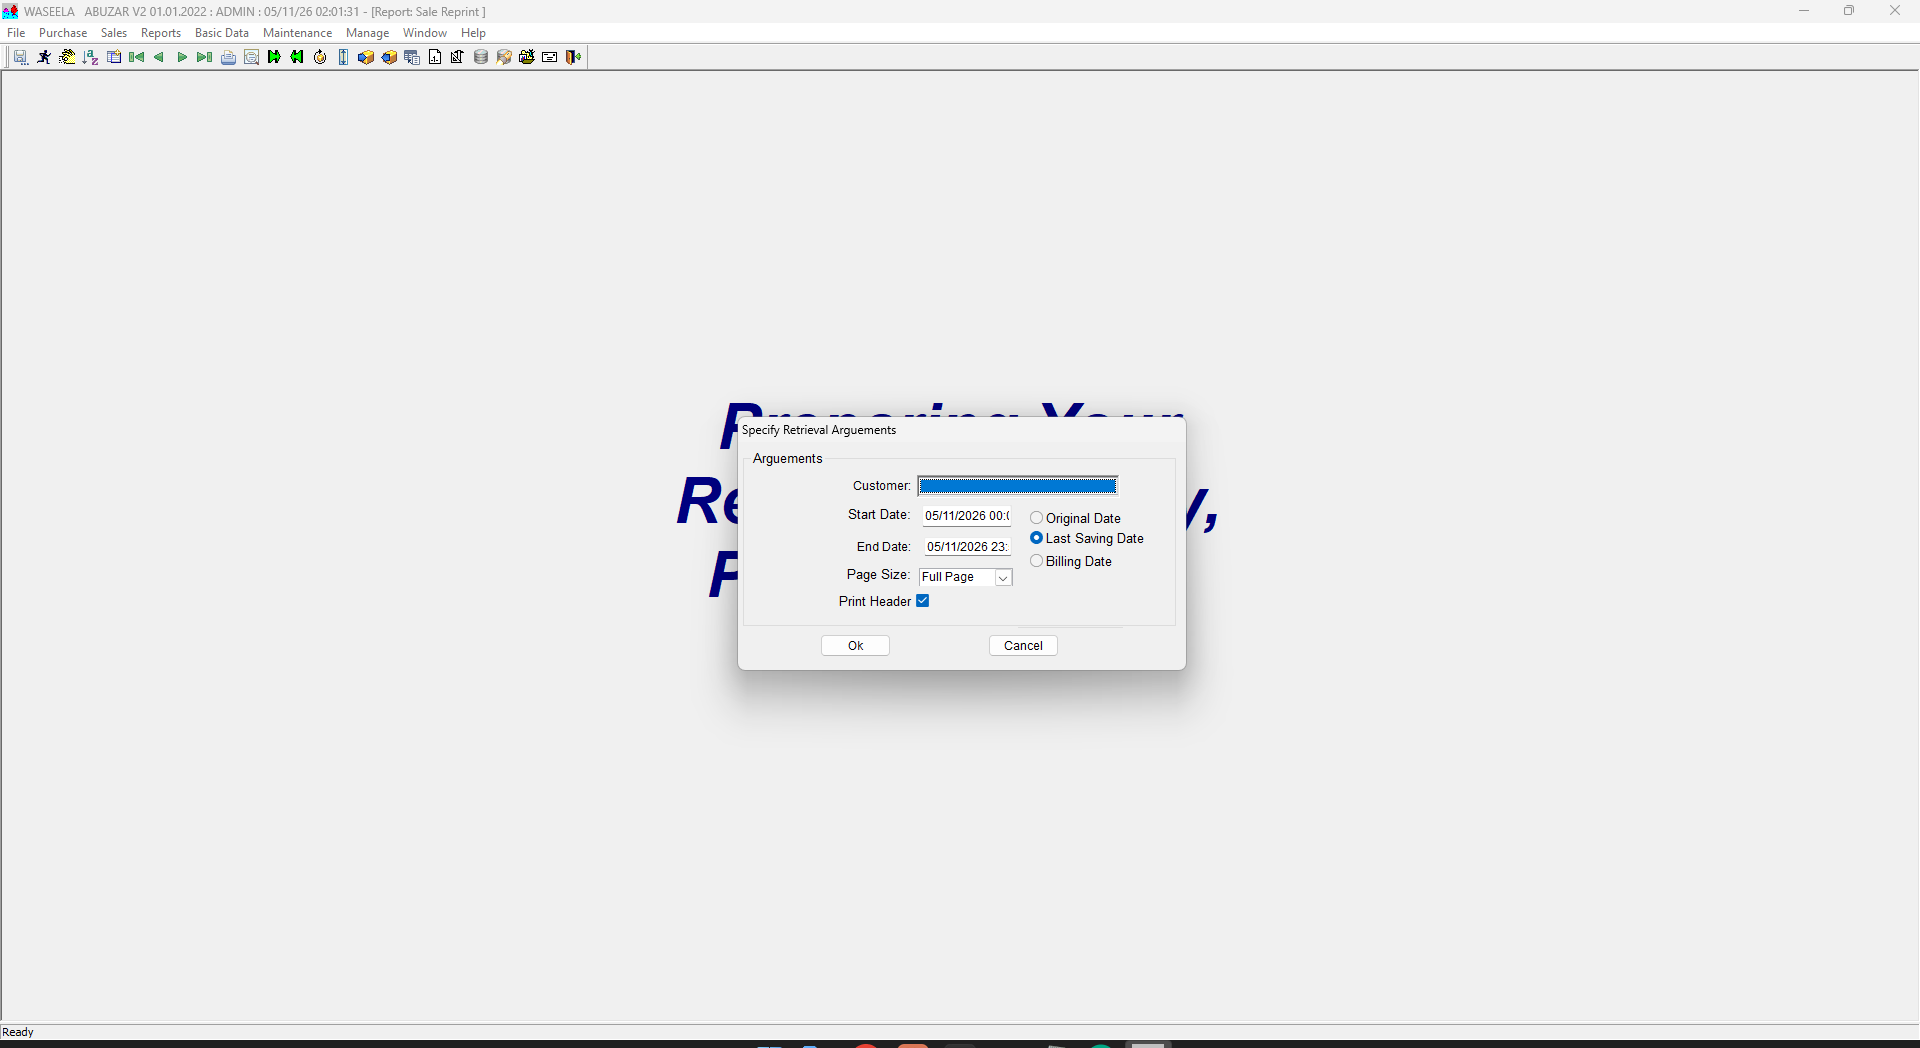 WASEELA   ABUZAR V2 01.01.2022 : ADMIN : 05/11/26 02:01:31 - [Report: Sale Reprint ]
File Purchase Sales Reports Basic Data Maintenance Manage Window Help
Specify Retrieval Arguements
Arguements
Customer:
Start Date: 05/11/2026 00:
Original Date
Last Saving Date
End Date: 05/11/2026 23:
Billing Date
Page Size: Full Page
Print Header
Ok Cancel
Ready